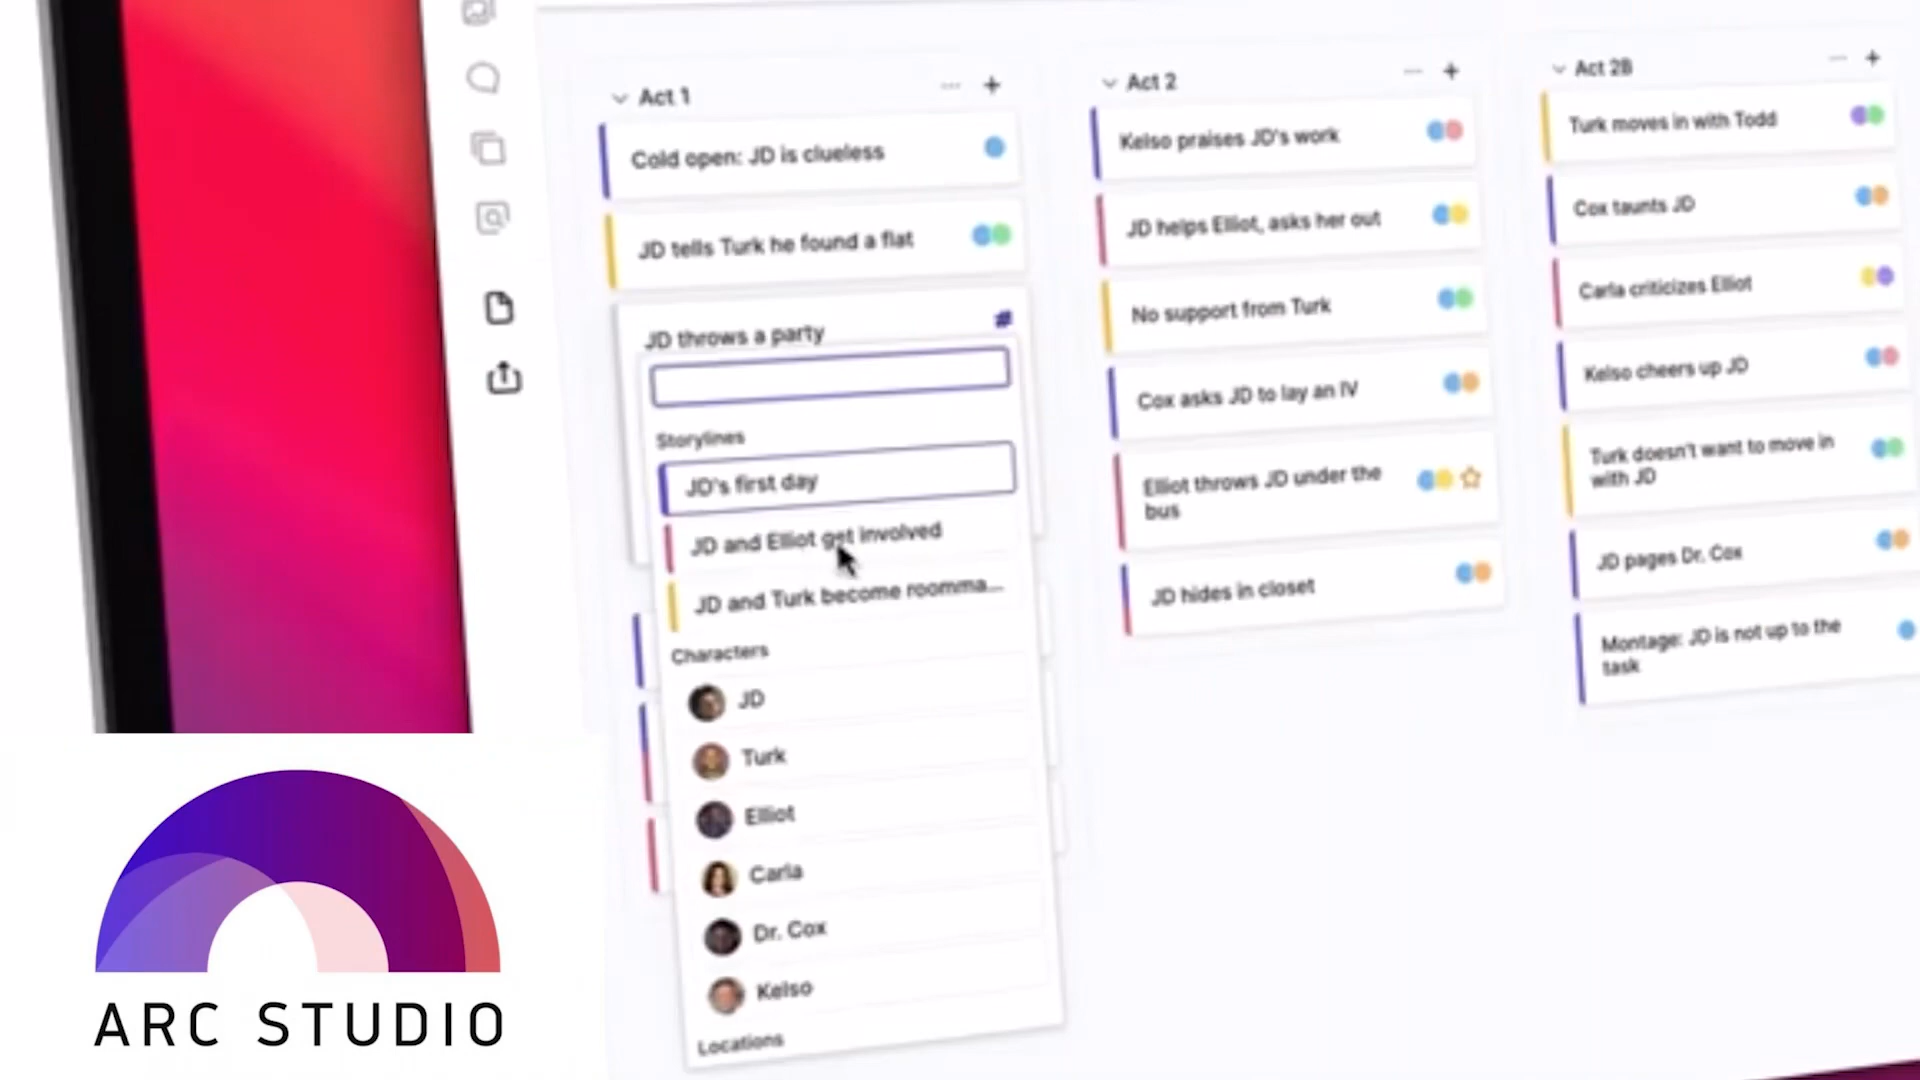 Act 1
Cold open: JD is clueless
JD tells Turk he found a flat
JD throws a party
Storylines
JD's first day
JD and Elliot get involved
JD and Turk become roomma...
Characters
JD
Turk
Elliot
Carla
Dr. Cox
Kelso
Locations
Act 2
Kelso praises JD's work
JD helps Elliot, asks her out
No support from Turk
Cox asks JD to lay an IV
Elliot throws JD under the
bus
JD hides in closet
Act 2B
Turk moves in with Todd
Cox taunts JD
Carla criticizes Elliot
Kelso cheers up JD
Turk doesn't want to move in
with JD
JD pages Dr. Cox
Montage: JD is not up to the
task
ARC STUDIO